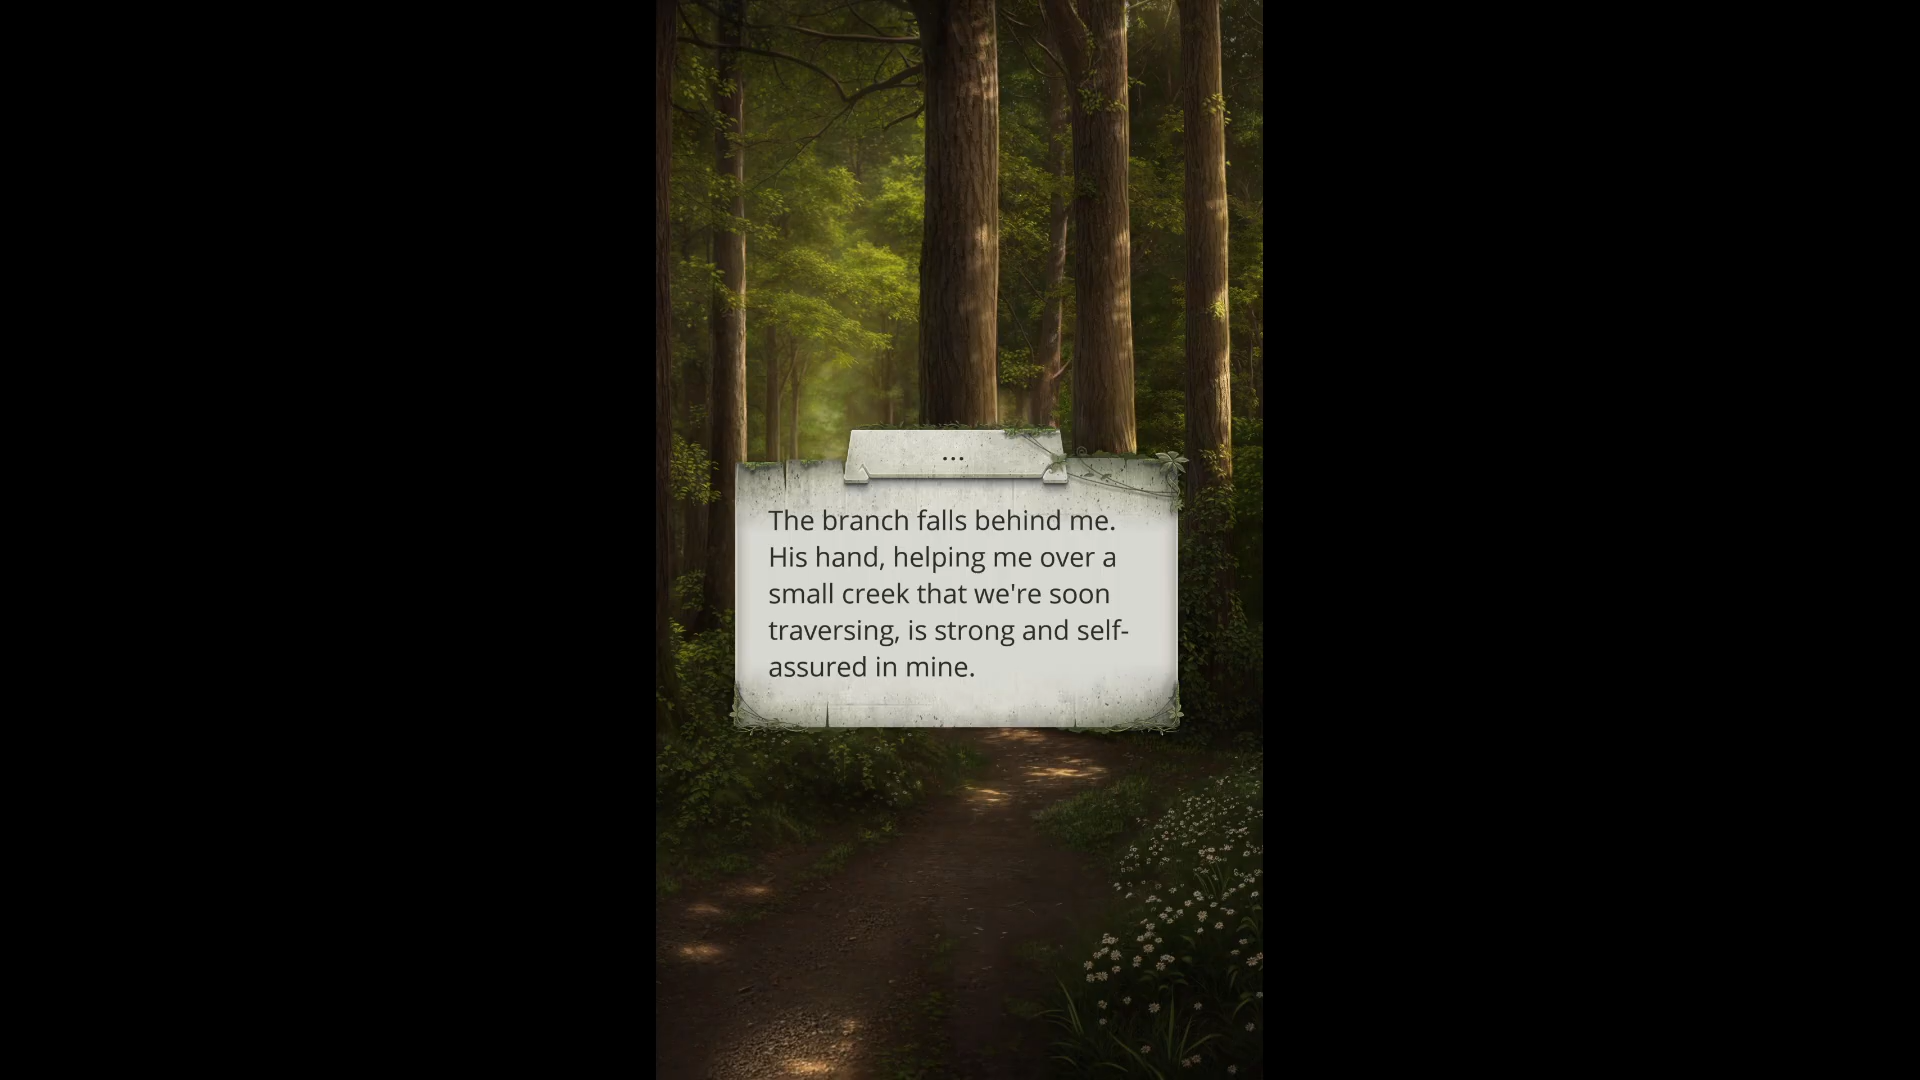 ...
The branch falls behind me.
His hand, helping me over a
small creek that we're soon
traversing, is strong and self-
assured in mine.